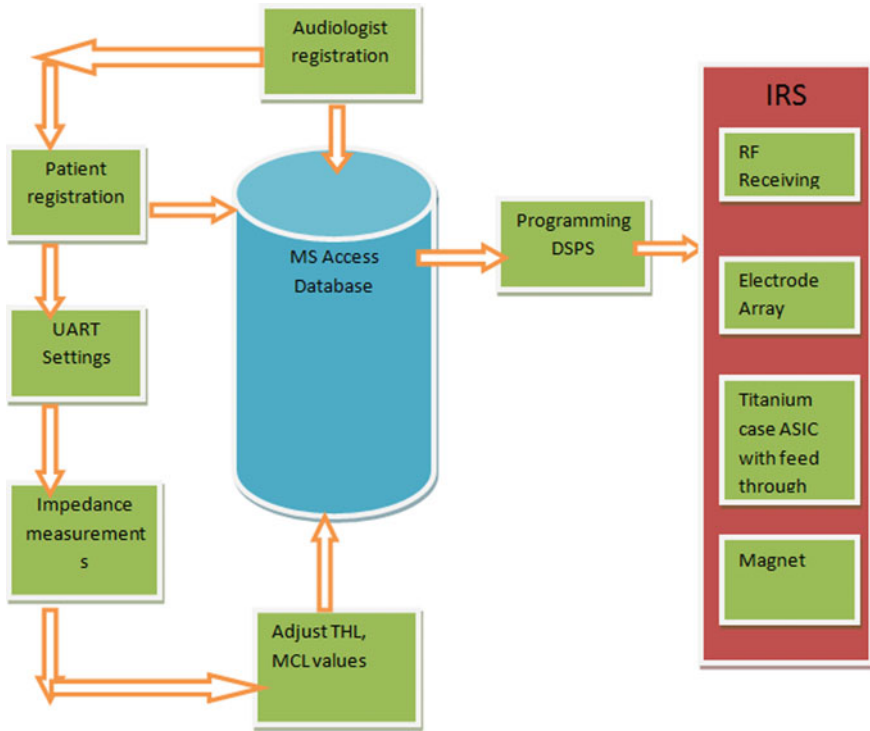 Audiologist
registration
IRS
RF
Receiving
Patient
registration
Programming
DSPS
MS Access
Database
Electrode
Array
UART
Settings
Titanium
case ASIC
with feed
through
Impedance
measurement
s
Magnet
Adjust THL,
MCL values